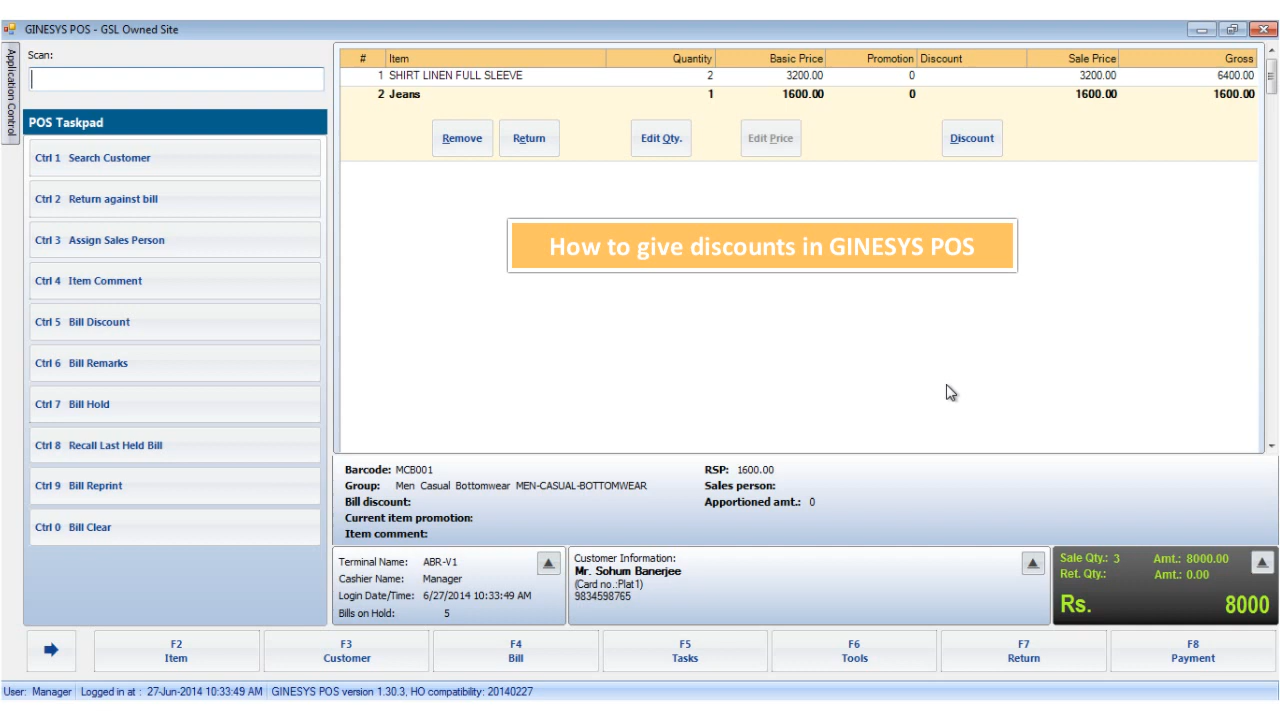 GINESYS POS - GSL Owned Site
Application Control
Scan:
POS Taskpad
Ctrl 1 Search Customer
Ctrl 2 Return against bill
Ctrl 3 Assign Sales Person
Ctrl 4 Item Comment
Ctrl 5 Bill Discount
Ctrl 6 Bill Remarks
Ctrl 7 Bill Hold
Ctrl 8 Recall Last Held Bill
Ctrl 9 Bill Reprint
Ctrl 0 Bill Clear
# Item Quantity Basic Price Promotion Discount Sale Price Gross
1 SHIRT LINEN FULL SLEEVE 2 3200.00 0 3200.00 6400.00
2 Jeans 1 1600.00 0 1600.00 1600.00
Remove Return Edit Qty. Edit Price Discount
How to give discounts in GINESYS POS
Barcode: MCB001 RSP: 1600.00
Group: Men Casual Bottomwear MEN-CASUAL-BOTTOMWEAR Sales person:
Bill discount: Apportioned amt.: 0
Current item promotion:
Item comment:
Terminal Name: ABR-V1
Cashier Name: Manager
Login Date/Time: 6/27/2014 10:33:49 AM
Bills on Hold: 5
Customer Information:
Mr. Sohum Banerjee
(Card no.:Plat1)
9834598765
Sale Qty.: 3 Amt.: 8000.00
Ret. Qty.: Amt.: 0.00
Rs. 8000
F2 F3 F4 F5 F6 F7 F8
Item Customer Bill Tasks Tools Return Payment
User: Manager Logged in at : 27-Jun-2014 10:33:49 AM GINESYS POS version 1.30.3, HO compatibility: 20140227